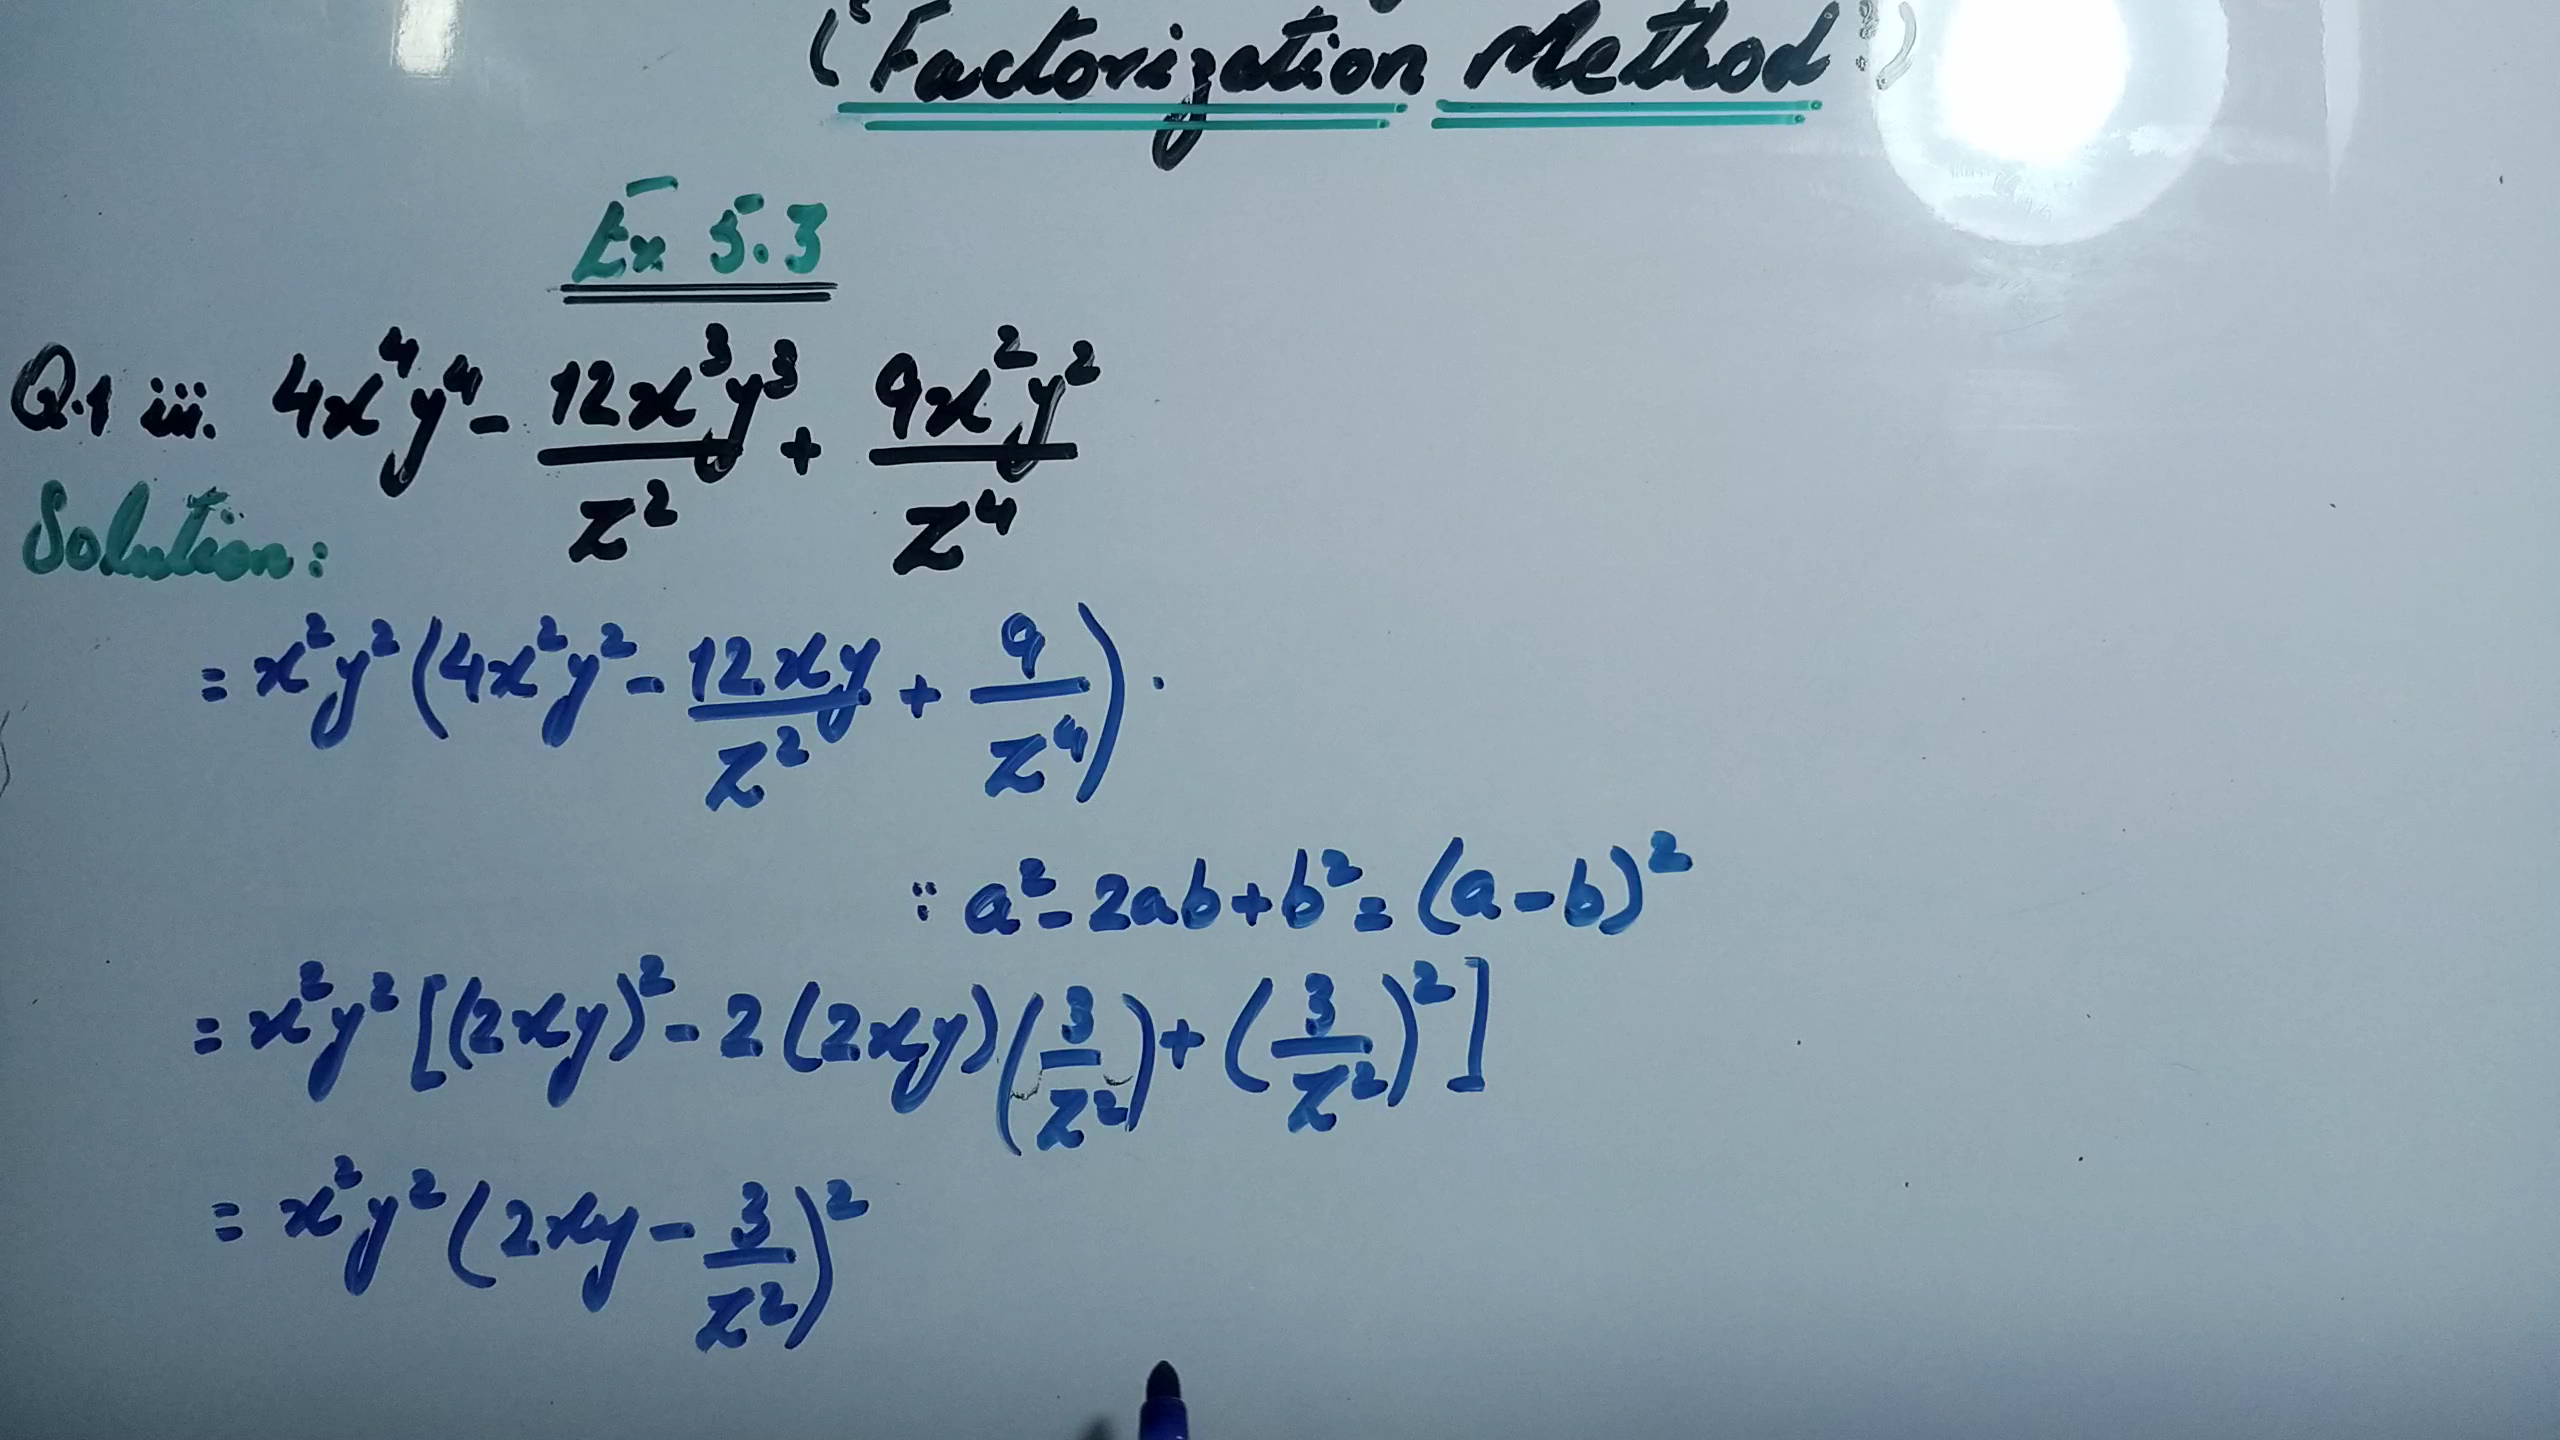 (Factorization Method:)
Ex 5.3
Q.1 iii. 4x⁴y⁴ - 12x³y³/z² + 9x²y²/z⁴
Solution:
= x²y² (4x²y² - 12xy/z² + 9/z⁴).
∵ a² - 2ab + b² = (a - b)²
= x²y² [(2xy)² - 2 (2xy) (3/z²) + (3/z²)²]
= x²y² (2xy - 3/z²)²